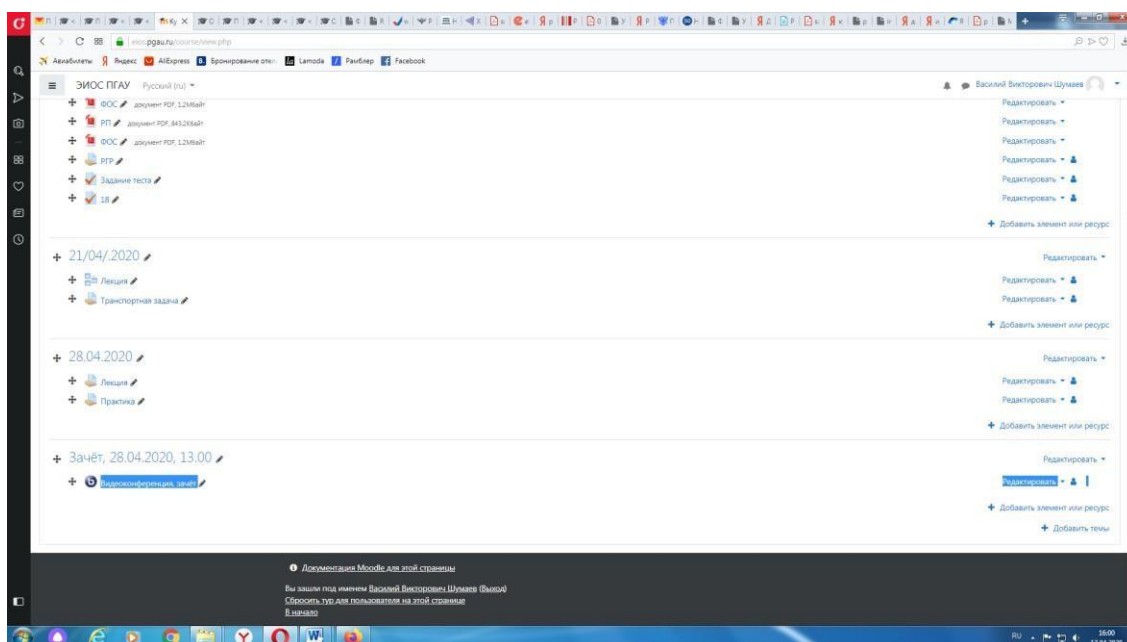 eios.pgau.ru/course/view.php
Авиабилеты Яндекс AliExpress Бронирование оте Lamoda Рамблер Facebook
ЭИОС ПГАУ Русский (ru) Василий Викторович Шумаев
ФОС документ PDF, 1.2Мбайт Редактировать
РП документ PDF, 843.2Кбайт Редактировать
ФОС документ PDF, 1.2Мбайт Редактировать
РГР Редактировать
Задание теста Редактировать
18 Редактировать
+ Добавить элемент или ресурс
21/04/.2020 Редактировать
Лекция Редактировать
Транспортная задача Редактировать
+ Добавить элемент или ресурс
28.04.2020 Редактировать
Лекция Редактировать
Практика Редактировать
+ Добавить элемент или ресурс
Зачёт, 28.04.2020, 13.00 Редактировать
Видеоконференция, зачёт Редактировать
+ Добавить элемент или ресурс
+ Добавить темы
Документация Moodle для этой страницы
Вы зашли под именем Василий Викторович Шумаев (Выход)
Сбросить тур для пользователя на этой странице
В начало
RU 16:00